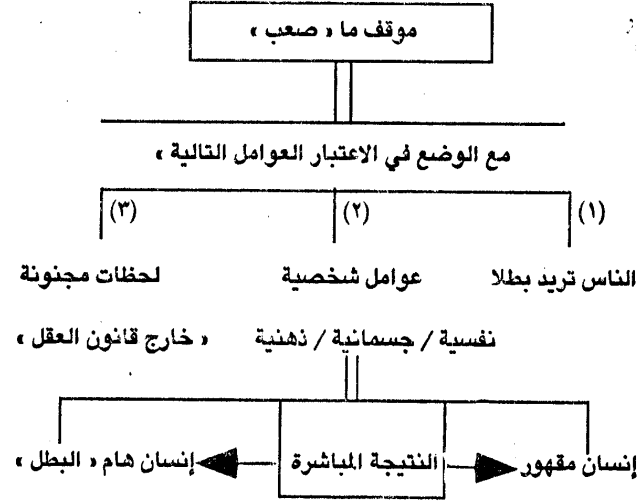 موقف ما « صعب »
مع الوضع في الاعتبار العوامل التالية »
(١) (٢) (٣)
الناس تريد بطلا عوامل شخصية لحظات مجنونة
نفسية / جسمانية / ذهنية « خارج قانون العقل »
إنسان مقهور النتيجة المباشرة إنسان هام « البطل »